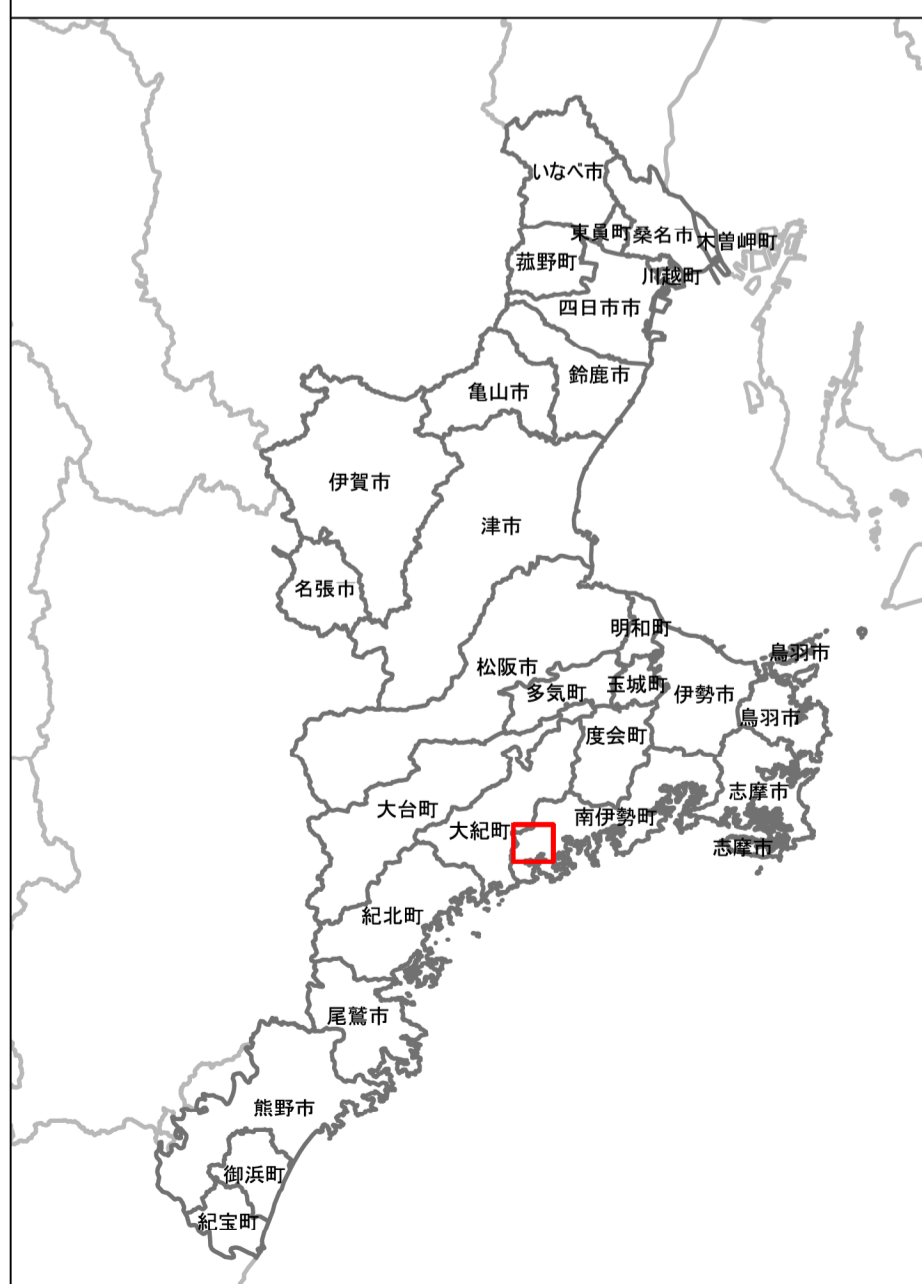 いなべ市
東員町
桑名市
木曽岬町
菰野町
川越町
四日市市
鈴鹿市
亀山市
伊賀市
津市
名張市
明和町
鳥羽市
松阪市
多気町
玉城町
伊勢市
鳥羽市
度会町
志摩市
大台町
南伊勢町
大紀町
志摩市
紀北町
尾鷲市
熊野市
御浜町
紀宝町